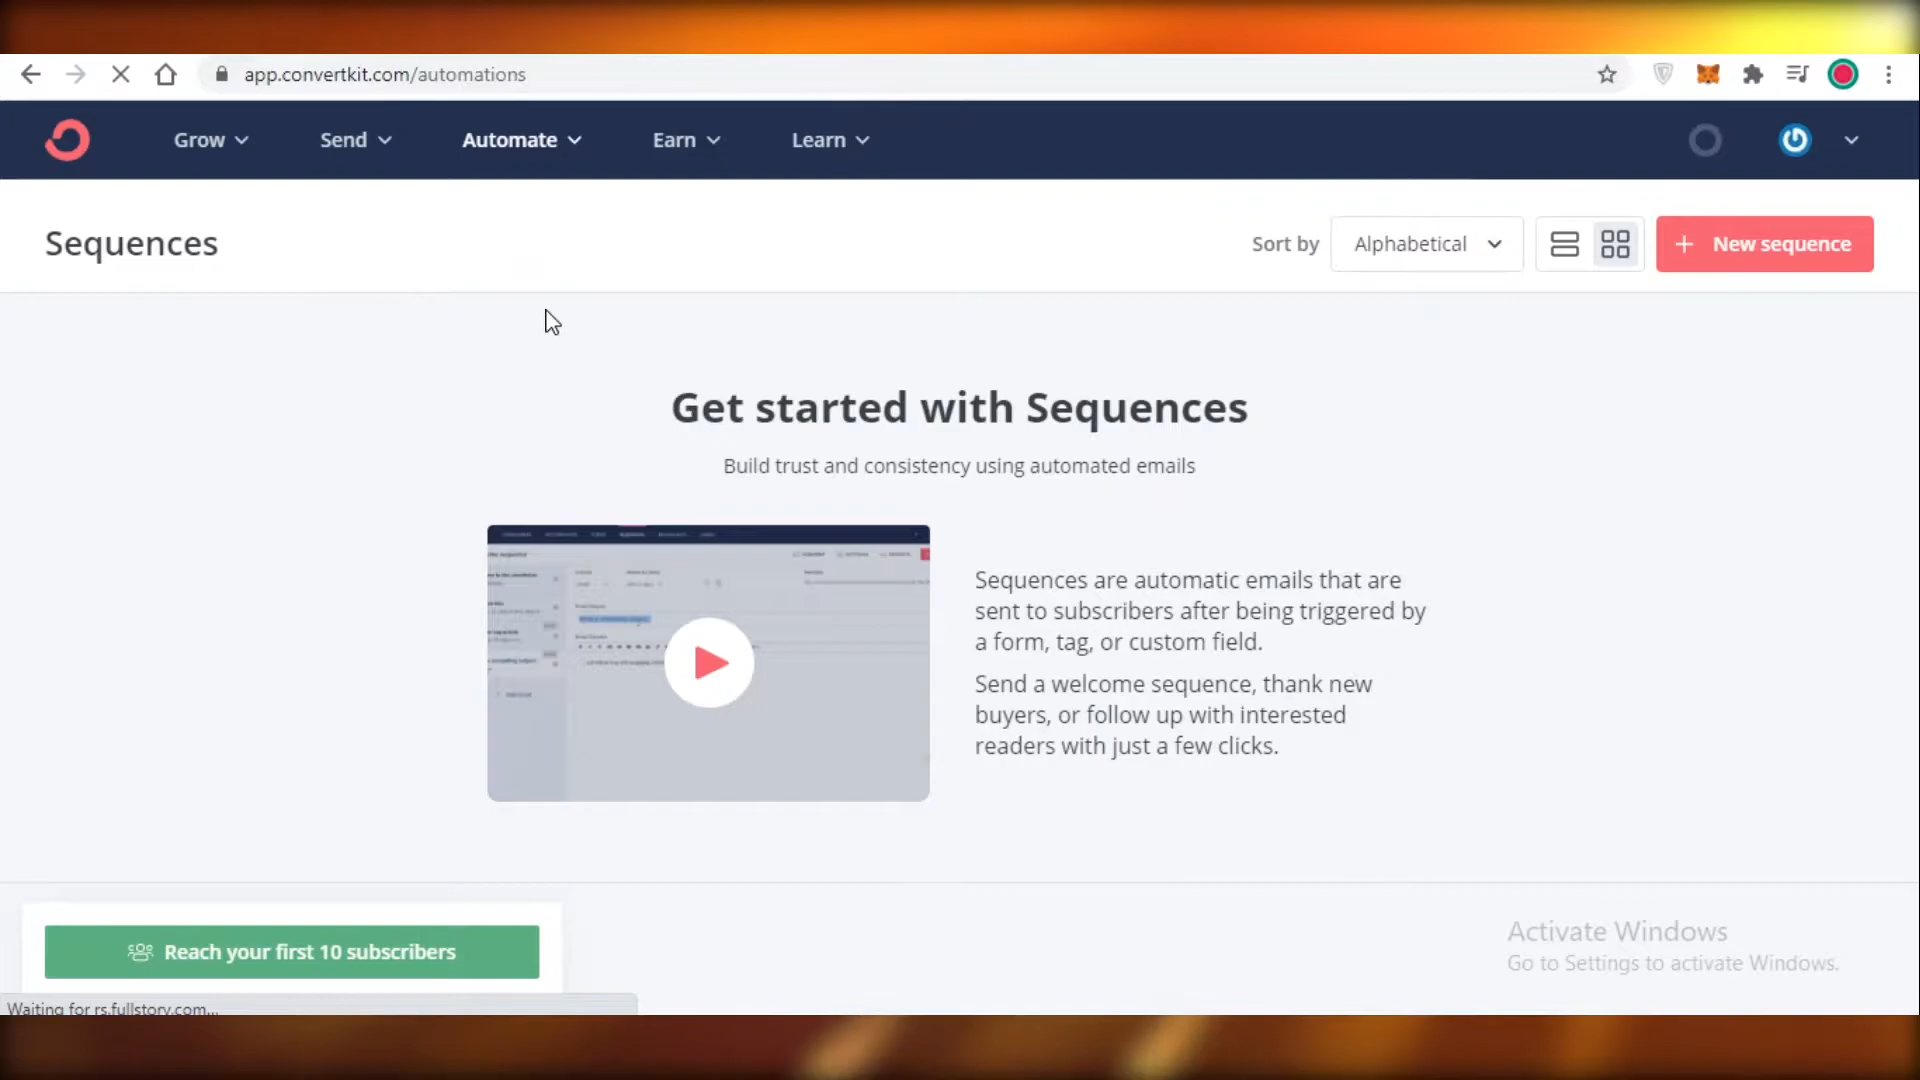 app.convertkit.com/automations
Grow
Send
Automate
Earn
Learn
Sequences
Sort by
Alphabetical
+ New sequence
Get started with Sequences
Build trust and consistency using automated emails
Sequences are automatic emails that are
sent to subscribers after being triggered by
a form, tag, or custom field.
Send a welcome sequence, thank new
buyers, or follow up with interested
readers with just a few clicks.
Reach your first 10 subscribers
Activate Windows
Go to Settings to activate Windows.
Waiting for rs.fullstory.com...